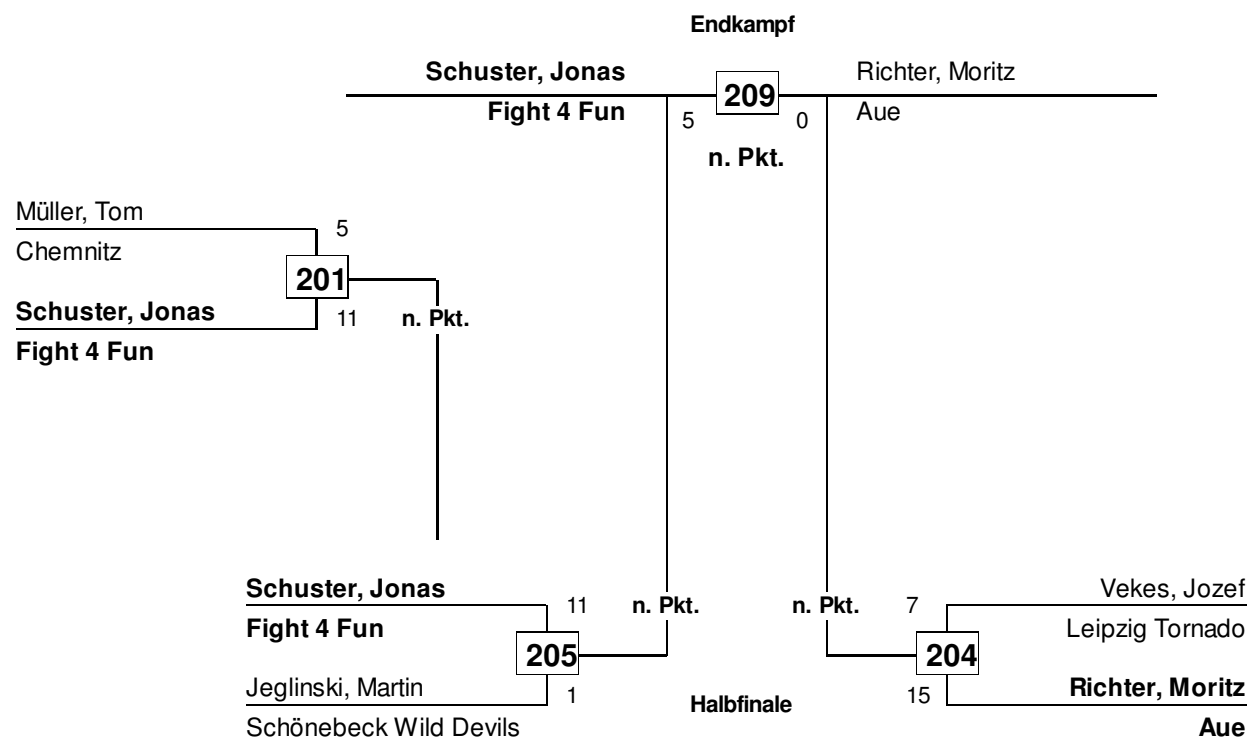 Endkampf
Schuster, Jonas 209 Richter, Moritz
Fight 4 Fun 5 0 Aue
n. Pkt.
Müller, Tom 5
Chemnitz
201
Schuster, Jonas 11 n. Pkt.
Fight 4 Fun
Schuster, Jonas 11 n. Pkt. n. Pkt. 7 Vekes, Jozef
Fight 4 Fun Leipzig Tornado
205 204
Jeglinski, Martin 1 Halbfinale 15 Richter, Moritz
Schönebeck Wild Devils Aue